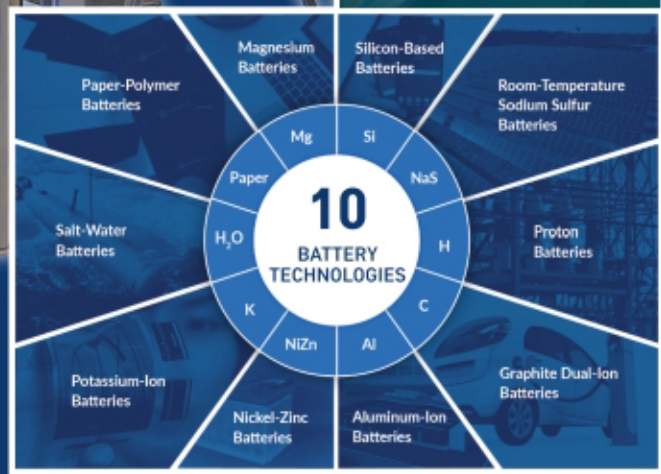 Magnesium
Batteries
Silicon-Based
Batteries
Paper-Polymer
Batteries
Room-Temperature
Sodium Sulfur
Batteries
Mg
Si
Paper
NaS
10
BATTERY
TECHNOLOGIES
Salt-Water
Batteries
H₂O
H
Proton
Batteries
K
C
NiZn
Al
Potassium-Ion
Batteries
Graphite Dual-Ion
Batteries
Nickel-Zinc
Batteries
Aluminum-Ion
Batteries